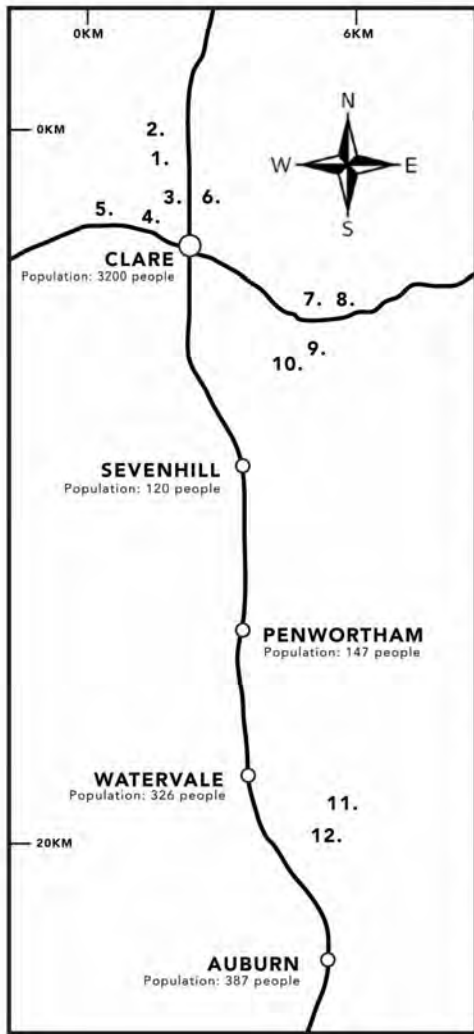 0KM 6KM
0KM
N
W E
S
2.
1.
3. 6.
5. 4.
CLARE
Population: 3200 people
7. 8.
9.
10.
SEVENHILL
Population: 120 people
PENWORTHAM
Population: 147 people
WATERVALE
Population: 326 people
11.
12.
20KM
AUBURN
Population: 387 people